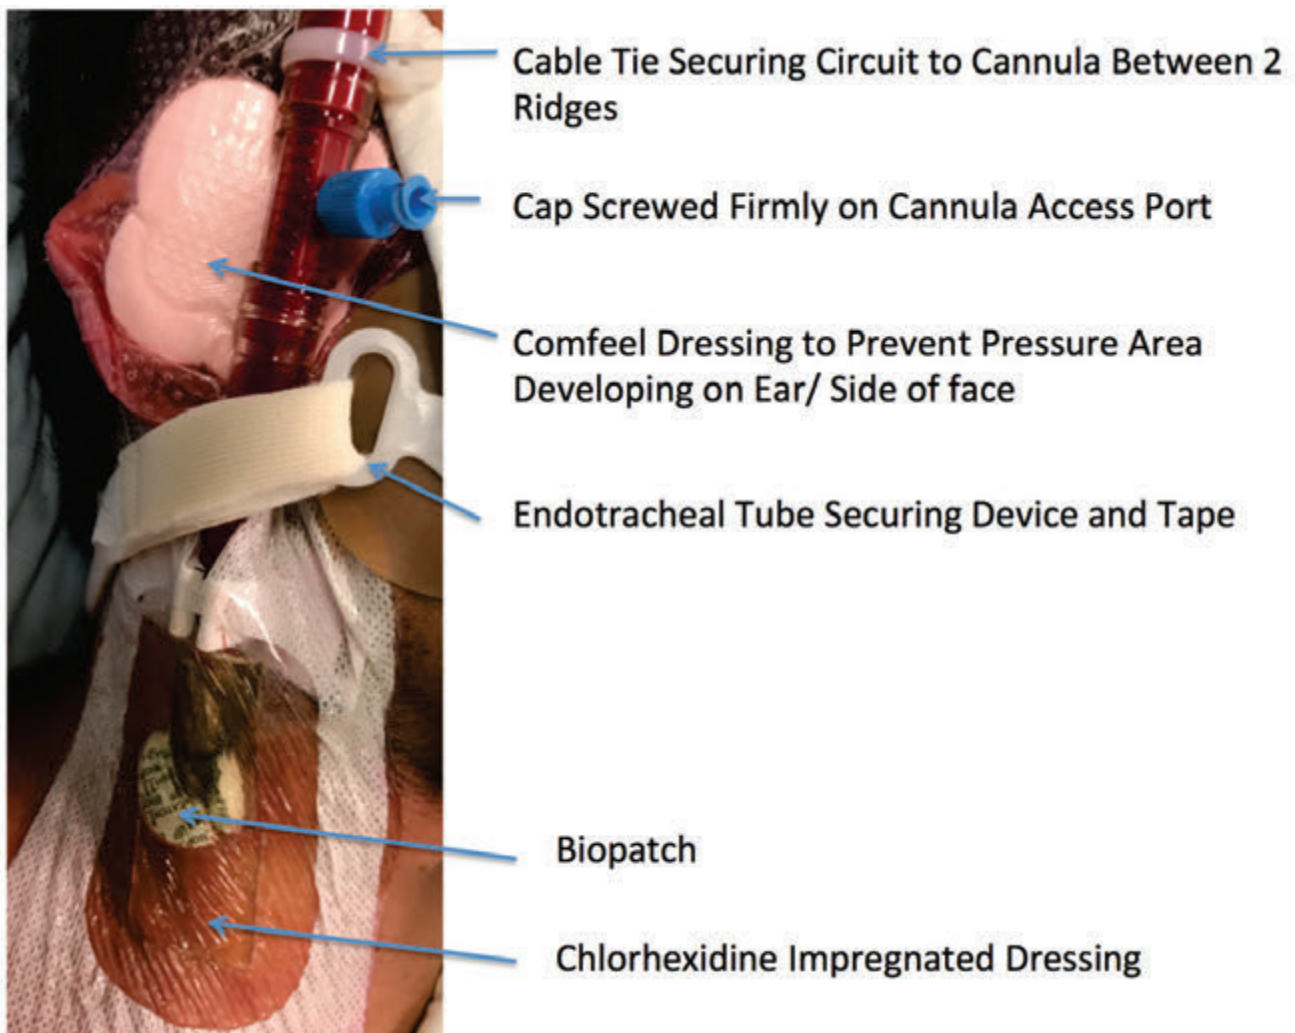 Cable Tie Securing Circuit to Cannula Between 2
Ridges
Cap Screwed Firmly on Cannula Access Port
Comfeel Dressing to Prevent Pressure Area
Developing on Ear/ Side of face
Endotracheal Tube Securing Device and Tape
Biopatch
Chlorhexidine Impregnated Dressing